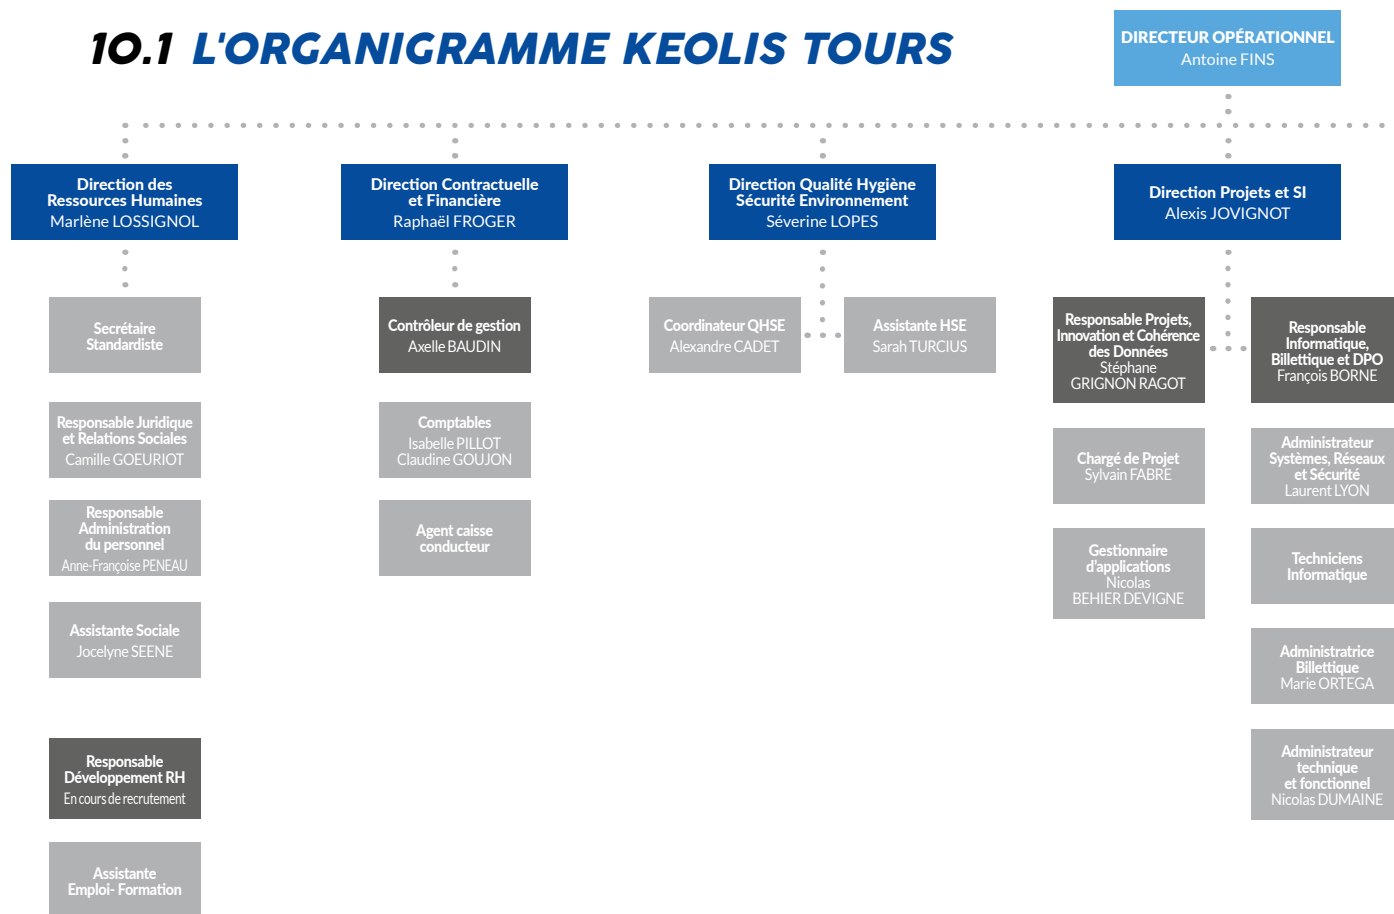 10.1 L'ORGANIGRAMME KEOLIS TOURS
DIRECTEUR OPÉRATIONNEL
Antoine FINS
Direction des
Ressources Humaines
Marlène LOSSIGNOL
Direction Contractuelle
et Financière
Raphaël FROGER
Direction Qualité Hygiène
Sécurité Environnement
Séverine LOPES
Direction Projets et SI
Alexis JOVIGNOT
Secrétaire
Standardiste
Responsable Juridique
et Relations Sociales
Camille GOEURIOT
Responsable
Administration
du personnel
Anne-Françoise PENEAU
Assistante Sociale
Jocelyne SEENE
Responsable
Développement RH
En cours de recrutement
Assistante
Emploi- Formation
Contrôleur de gestion
Axelle BAUDIN
Comptables
Isabelle PILLOT
Claudine GOUJON
Agent caisse
conducteur
Coordinateur QHSE
Alexandre CADET
Assistante HSE
Sarah TURCIUS
Responsable Projets,
Innovation et Cohérence
des Données
Stéphane
GRIGNON RAGOT
Chargé de Projet
Sylvain FABRE
Gestionnaire
d'applications
Nicolas
BEHIER DEVIGNE
Responsable
Informatique,
Billettique et DPO
François BORNE
Administrateur
Systèmes, Réseaux
et Sécurité
Laurent LYON
Techniciens
Informatique
Administratrice
Billettique
Marie ORTEGA
Administrateur
technique
et fonctionnel
Nicolas DUMAINE